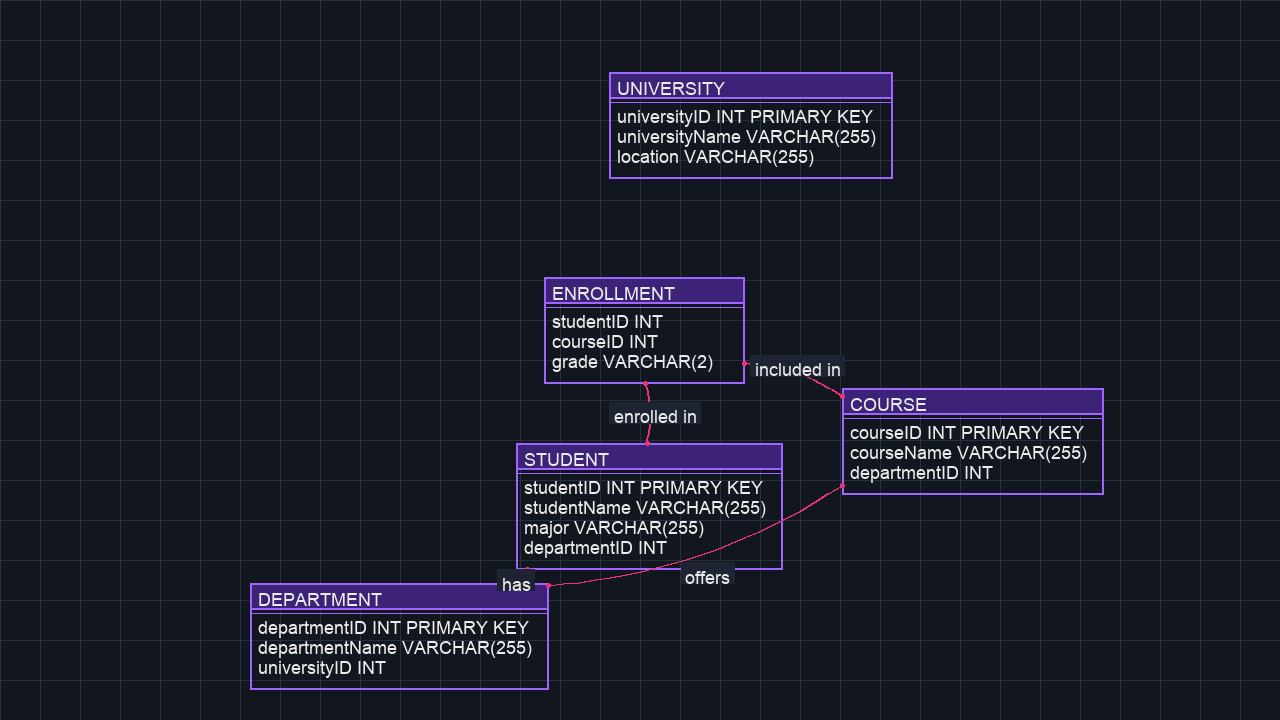 UNIVERSITY
universityID INT PRIMARY KEY
universityName VARCHAR(255)
location VARCHAR(255)
ENROLLMENT
studentID INT
courseID INT
grade VARCHAR(2)
included in
COURSE
courseID INT PRIMARY KEY
courseName VARCHAR(255)
departmentID INT
enrolled in
STUDENT
studentID INT PRIMARY KEY
studentName VARCHAR(255)
major VARCHAR(255)
departmentID INT
has
offers
DEPARTMENT
departmentID INT PRIMARY KEY
departmentName VARCHAR(255)
universityID INT